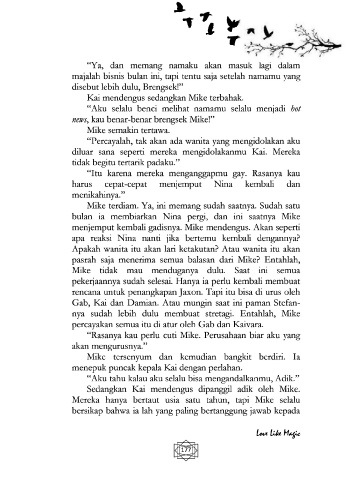 “Ya, dan memang namaku akan masuk lagi dalam
majalah bisnis bulan ini, tapi tentu saja setelah namamu yang
disebut lebih dulu, Brengsek!”
Kai mendengus sedangkan Mike terbahak.
“Aku selalu benci melihat namamu selalu menjadi hot
news, kau benar-benar brengsek Mike!”
Mike semakin tertawa.
“Percayalah, tak akan ada wanita yang mengidolakan aku
diluar sana seperti mereka mengidolakanmu Kai. Mereka
tidak begitu tertarik padaku.”
“Itu karena mereka menganggapmu gay. Rasanya kau
harus cepat-cepat menjemput Nina kembali dan
menikahinya.”
Mike terdiam. Ya, ini memang sudah saatnya. Sudah satu
bulan ia membiarkan Nina pergi, dan ini saatnya Mike
menjemput kembali gadisnya. Mike mendengus. Akan seperti
apa reaksi Nina nanti jika bertemu kembali dengannya?
Apakah wanita itu akan lari ketakutan? Atau wanita itu akan
pasrah saja menerima semua balasan dari Mike? Entahlah,
Mike tidak mau menduganya dulu. Saat ini semua
pekerjaannya sudah selesai. Hanya ia perlu kembali membuat
rencana untuk penangkapan Jaxon. Tapi itu bisa di urus oleh
Gab, Kai dan Damian. Atau mungin saat ini paman Stefan-
nya sudah lebih dulu membuat stretagi. Entahlah, Mike
percayakan semua itu di atur oleh Gab dan Kaivara.
“Rasanya kau perlu cuti Mike. Perusahaan biar aku yang
akan mengurusnya.”
Mike tersenyum dan kemudian bangkit berdiri. Ia
menepuk puncak kepala Kai dengan perlahan.
“Aku tahu kalau aku selalu bisa mengandalkanmu, Adik.”
Sedangkan Kai mendengus dipanggil adik oleh Mike.
Mereka hanya bertaut usia satu tahun, tapi Mike selalu
bersikap bahwa ia lah yang paling bertanggung jawab kepada
Love Like Magic
177